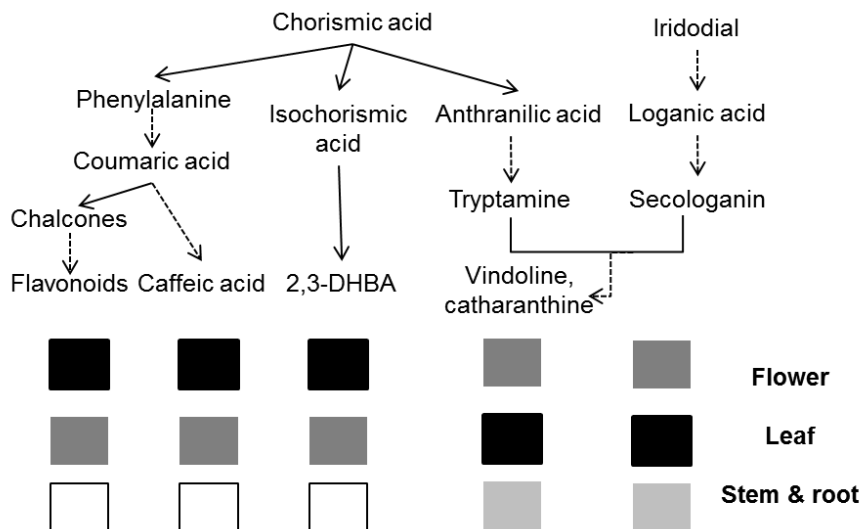 Chorismic acid
Iridodial
Phenylalanine
Isochorismic
acid
Anthranilic acid
Loganic acid
Coumaric acid
Chalcones
Tryptamine
Secologanin
Flavonoids
Caffeic acid
2,3-DHBA
Vindoline,
catharanthine
Flower
Leaf
Stem & root